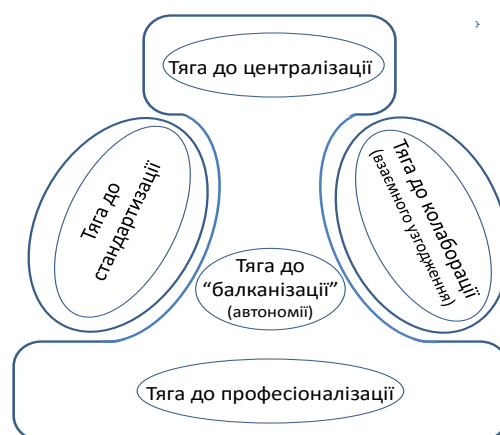 Тяга до централізації
Тяга до
стандартизації
Тяга до колаборації
(взаємного узгодження)
Тяга до
“балканізації”
(автономії)
Тяга до професіоналізації